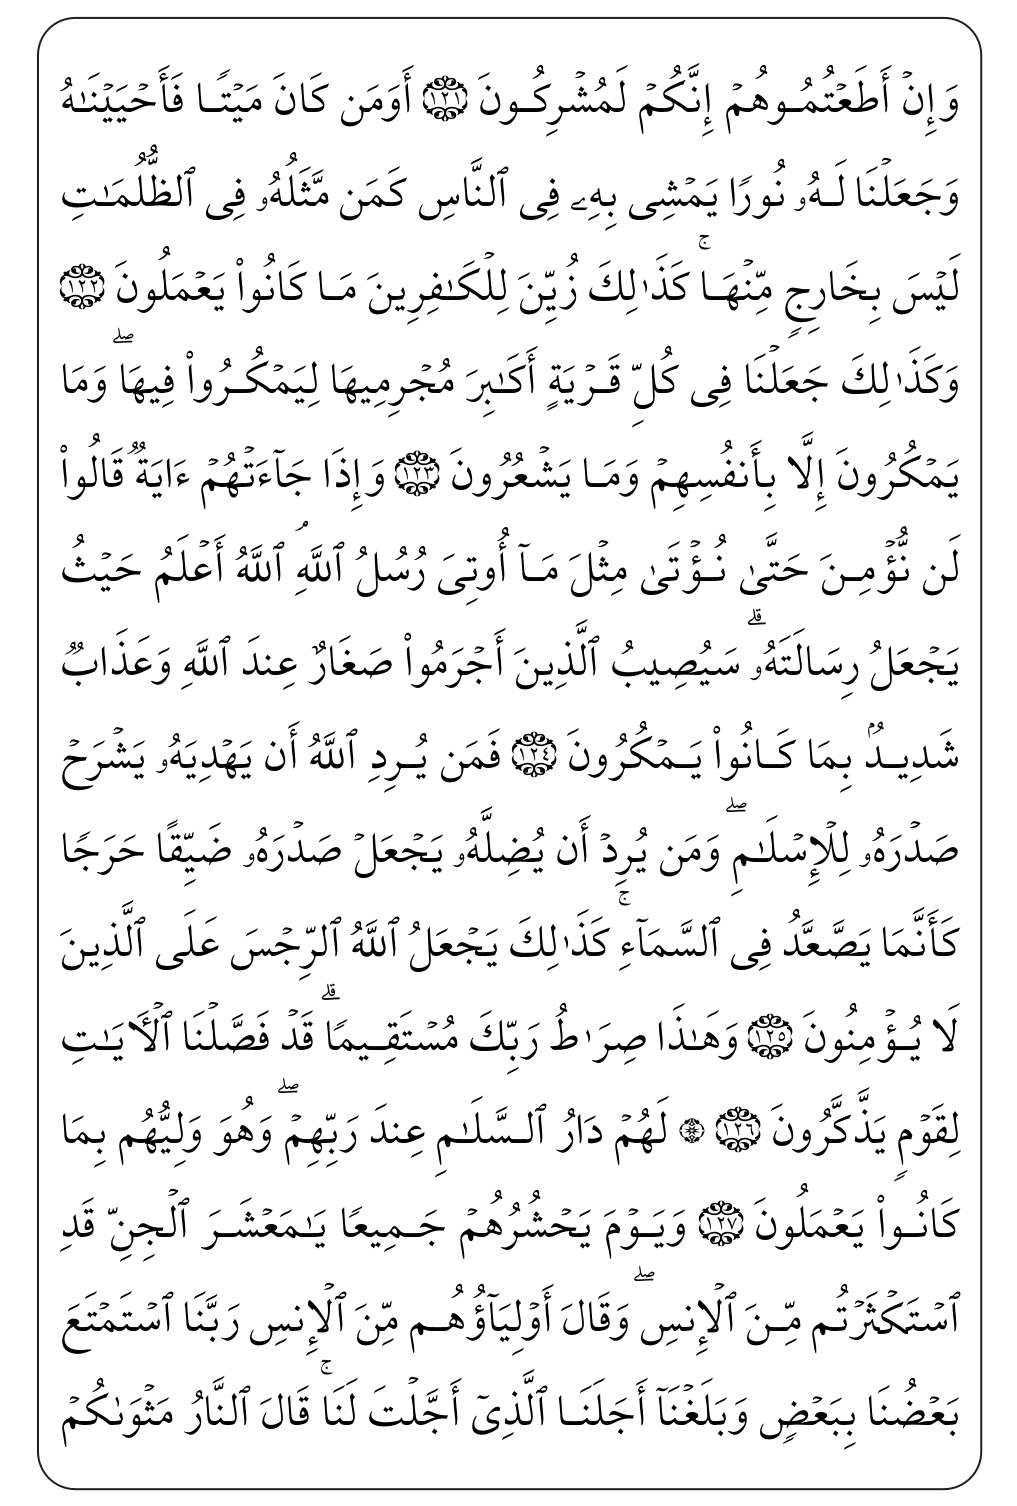 وَإِنۡ أَطَعۡتُمُوهُمۡ إِنَّكُمۡ لَمُشۡرِكُونَ ١٢١ أَوَمَن كَانَ مَيۡتٗا فَأَحۡيَيۡنَٰهُ
وَجَعَلۡنَا لَهُۥ نُورٗا يَمۡشِي بِهِۦ فِي ٱلنَّاسِ كَمَن مَّثَلُهُۥ فِي ٱلظُّلُمَٰتِ
لَيۡسَ بِخَارِجٖ مِّنۡهَاۚ كَذَٰلِكَ زُيِّنَ لِلۡكَٰفِرِينَ مَا كَانُواْ يَعۡمَلُونَ ١٢٢
وَكَذَٰلِكَ جَعَلۡنَا فِي كُلِّ قَرۡيَةٍ أَكَٰبِرَ مُجۡرِمِيهَا لِيَمۡكُرُواْ فِيهَاۖ وَمَا
يَمۡكُرُونَ إِلَّا بِأَنفُسِهِمۡ وَمَا يَشۡعُرُونَ ١٢٣ وَإِذَا جَآءَتۡهُمۡ ءَايَةٞ قَالُواْ
لَن نُّؤۡمِنَ حَتَّىٰ نُؤۡتَىٰ مِثۡلَ مَآ أُوتِيَ رُسُلُ ٱللَّهِۘ ٱللَّهُ أَعۡلَمُ حَيۡثُ
يَجۡعَلُ رِسَالَتَهُۥۗ سَيُصِيبُ ٱلَّذِينَ أَجۡرَمُواْ صَغَارٌ عِندَ ٱللَّهِ وَعَذَابٞ
شَدِيدُۢ بِمَا كَانُواْ يَمۡكُرُونَ ١٢٤ فَمَن يُرِدِ ٱللَّهُ أَن يَهۡدِيَهُۥ يَشۡرَحۡ
صَدۡرَهُۥ لِلۡإِسۡلَٰمِۖ وَمَن يُرِدۡ أَن يُضِلَّهُۥ يَجۡعَلۡ صَدۡرَهُۥ ضَيِّقًا حَرَجٗا
كَأَنَّمَا يَصَّعَّدُ فِي ٱلسَّمَآءِۚ كَذَٰلِكَ يَجۡعَلُ ٱللَّهُ ٱلرِّجۡسَ عَلَى ٱلَّذِينَ
لَا يُؤۡمِنُونَ ١٢٥ وَهَٰذَا صِرَٰطُ رَبِّكَ مُسۡتَقِيمٗاۗ قَدۡ فَصَّلۡنَا ٱلۡأٓيَٰتِ
لِقَوۡمٖ يَذَّكَّرُونَ ١٢٦ ۞ لَهُمۡ دَارُ ٱلسَّلَٰمِ عِندَ رَبِّهِمۡۖ وَهُوَ وَلِيُّهُم بِمَا
كَانُواْ يَعۡمَلُونَ ١٢٧ وَيَوۡمَ يَحۡشُرُهُمۡ جَمِيعٗا يَٰمَعۡشَرَ ٱلۡجِنِّ قَدِ
ٱسۡتَكۡثَرۡتُم مِّنَ ٱلۡإِنسِۖ وَقَالَ أَوۡلِيَآؤُهُم مِّنَ ٱلۡإِنسِ رَبَّنَا ٱسۡتَمۡتَعَ
بَعۡضُنَا بِبَعۡضٖ وَبَلَغۡنَآ أَجَلَنَا ٱلَّذِيٓ أَجَّلۡتَ لَنَاۚ قَالَ ٱلنَّارُ مَثۡوَىٰكُمۡ